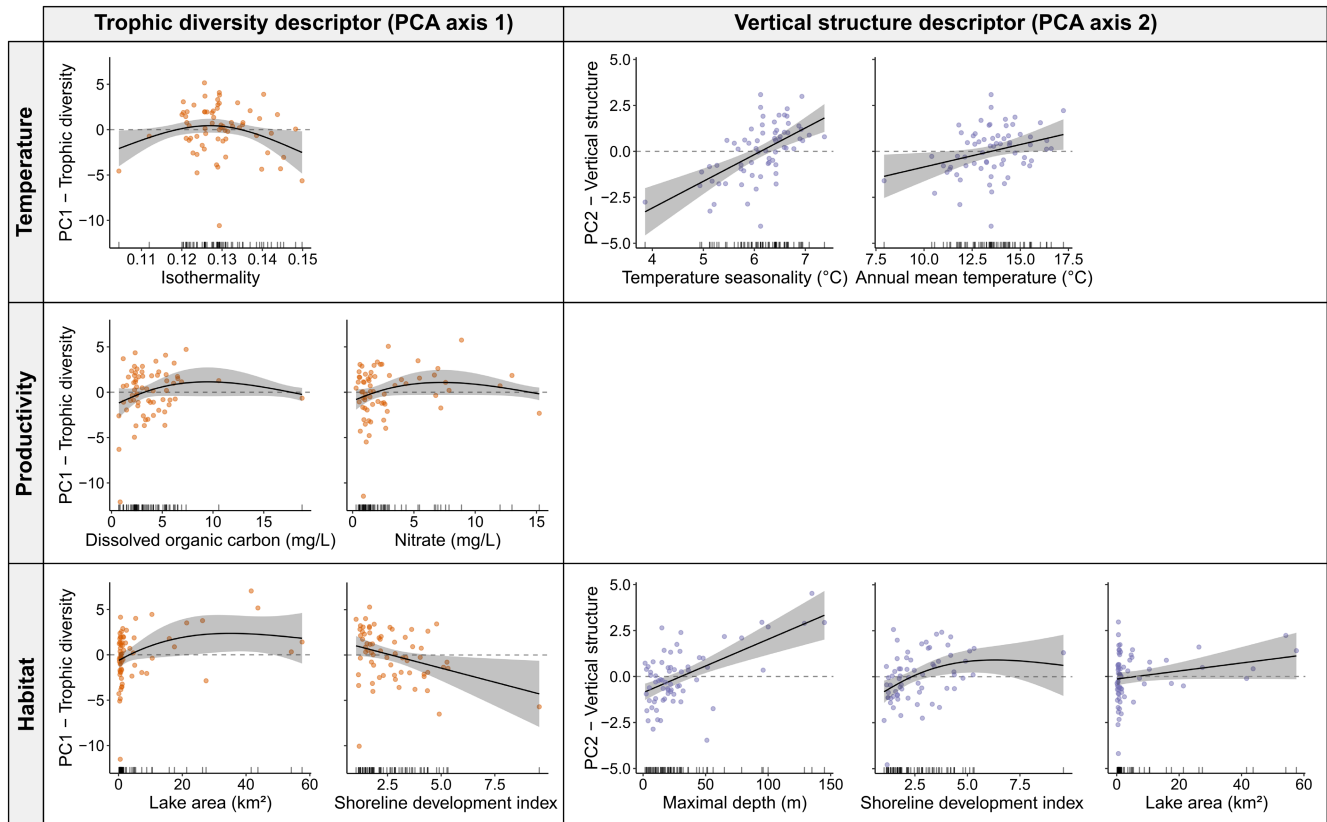 Trophic diversity descriptor (PCA axis 1)
Vertical structure descriptor (PCA axis 2)
Temperature
PC1 − Trophic diversity
5
0
−5
−10
0.11 0.12 0.13 0.14 0.15
Isothermality
PC2 − Vertical structure
5.0
2.5
0.0
−2.5
−5.0
4 5 6 7
Temperature seasonality (°C)
7.5 10.0 12.5 15.0 17.5
Annual mean temperature (°C)
Productivity
PC1 − Trophic diversity
5
0
−5
−10
0 5 10 15
Dissolved organic carbon (mg/L)
0 5 10 15
Nitrate (mg/L)
Habitat
PC1 − Trophic diversity
5
0
−5
−10
0 20 40 60
Lake area (km²)
2.5 5.0 7.5
Shoreline development index
PC2 − Vertical structure
5.0
2.5
0.0
−2.5
−5.0
0 50 100 150
Maximal depth (m)
2.5 5.0 7.5
Shoreline development index
0 20 40 60
Lake area (km²)